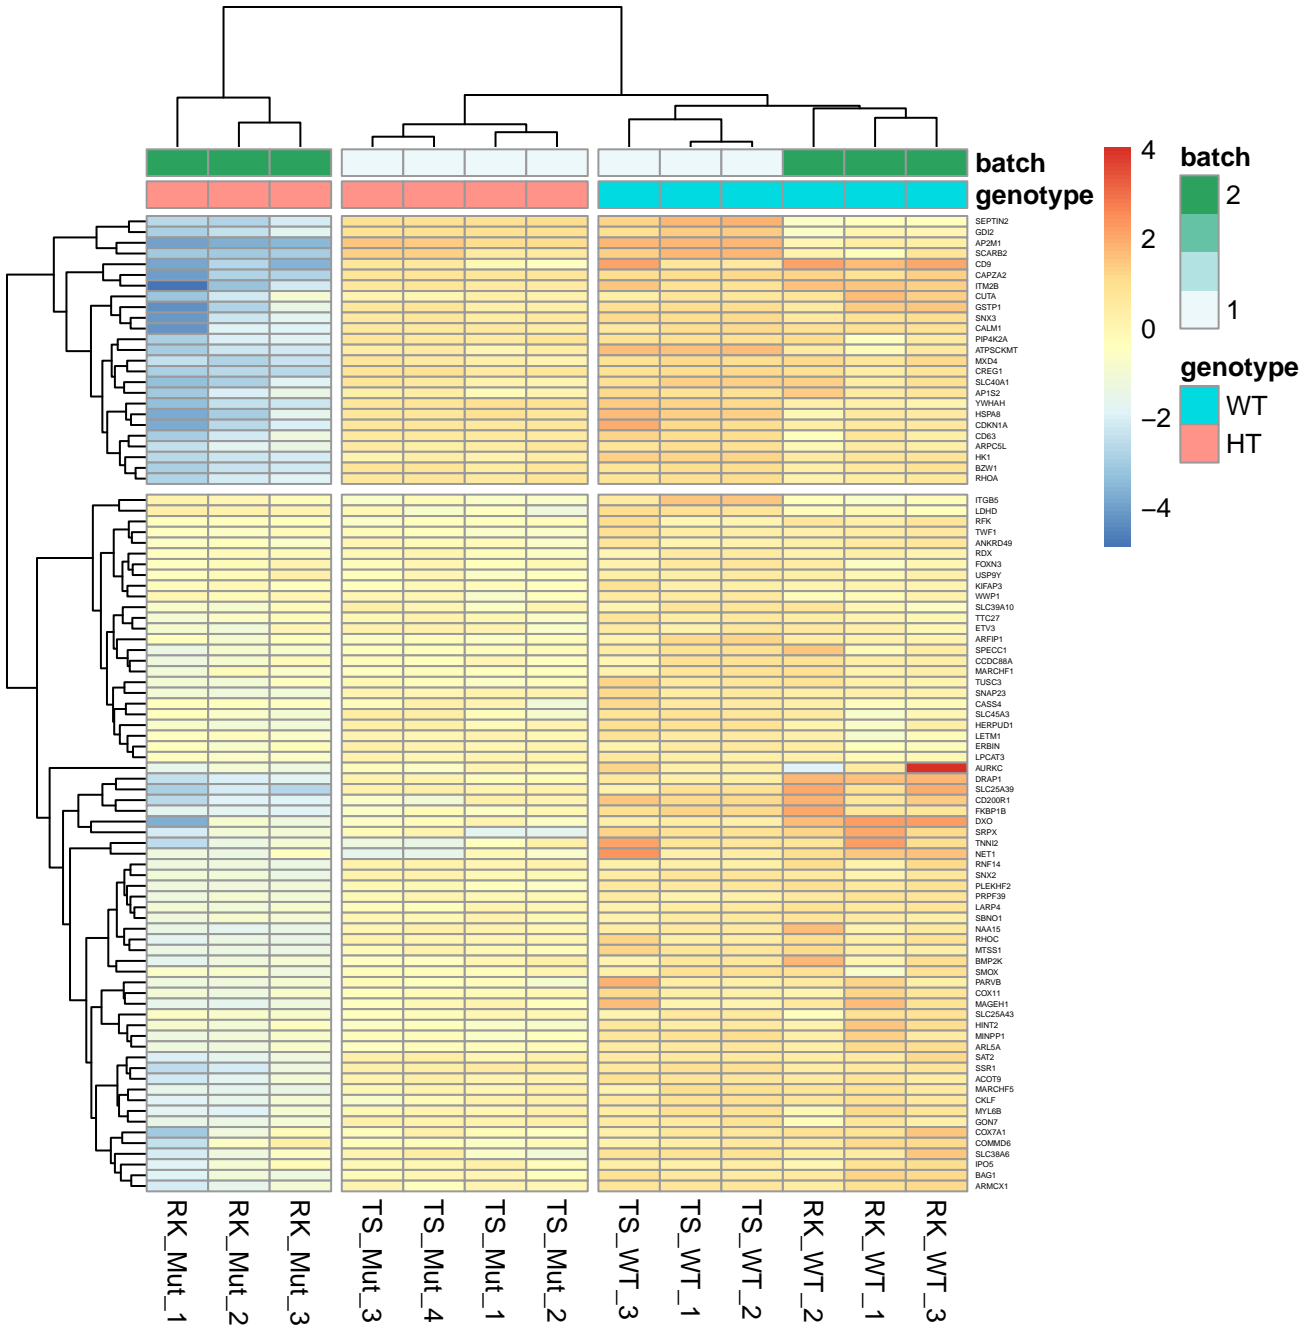 batch
genotype
SEPTIN2
GDI2
AP2M1
SCARB2
CD9
CAPZA2
ITM2B
CUTA
GSTP1
SNX3
CALM1
PIP4K2A
ATPSCKMT
MXD4
CREG1
SLC40A1
AP1S2
YWHAH
HSPA8
CDKN1A
CD63
ARPC5L
HK1
BZW1
RHOA
ITGB5
LDHD
RFK
TWF1
ANKRD49
RDX
FOXN3
USP9Y
KIFAP3
WWP1
SLC39A10
TTC27
ETV3
ARFIP1
SPECC1
CCDC88A
MARCHF1
TUSC3
SNAP23
CASS4
SLC45A3
HERPUD1
LETM1
ERBIN
LPCAT3
AURKC
DRAP1
SLC25A39
CD200R1
FKBP1B
DXO
SRPX
TNNI2
NET1
RNF14
SNX2
PLEKHF2
PRPF39
LARP4
SBNO1
NAA15
RHOC
MTSS1
BMP2K
SMOX
PARVB
COX11
MAGEH1
SLC25A43
HINT2
MINPP1
ARL5A
SAT2
SSR1
ACOT9
MARCHF5
CKLF
MYL6B
GON7
COX7A1
COMMD6
SLC38A6
IPO5
BAG1
ARMCX1
RK_Mut_1
RK_Mut_2
RK_Mut_3
TS_Mut_3
TS_Mut_4
TS_Mut_1
TS_Mut_2
TS_WT_3
TS_WT_1
TS_WT_2
RK_WT_2
RK_WT_1
RK_WT_3
4
2
0
−2
−4
batch
2
1
genotype
WT
HT